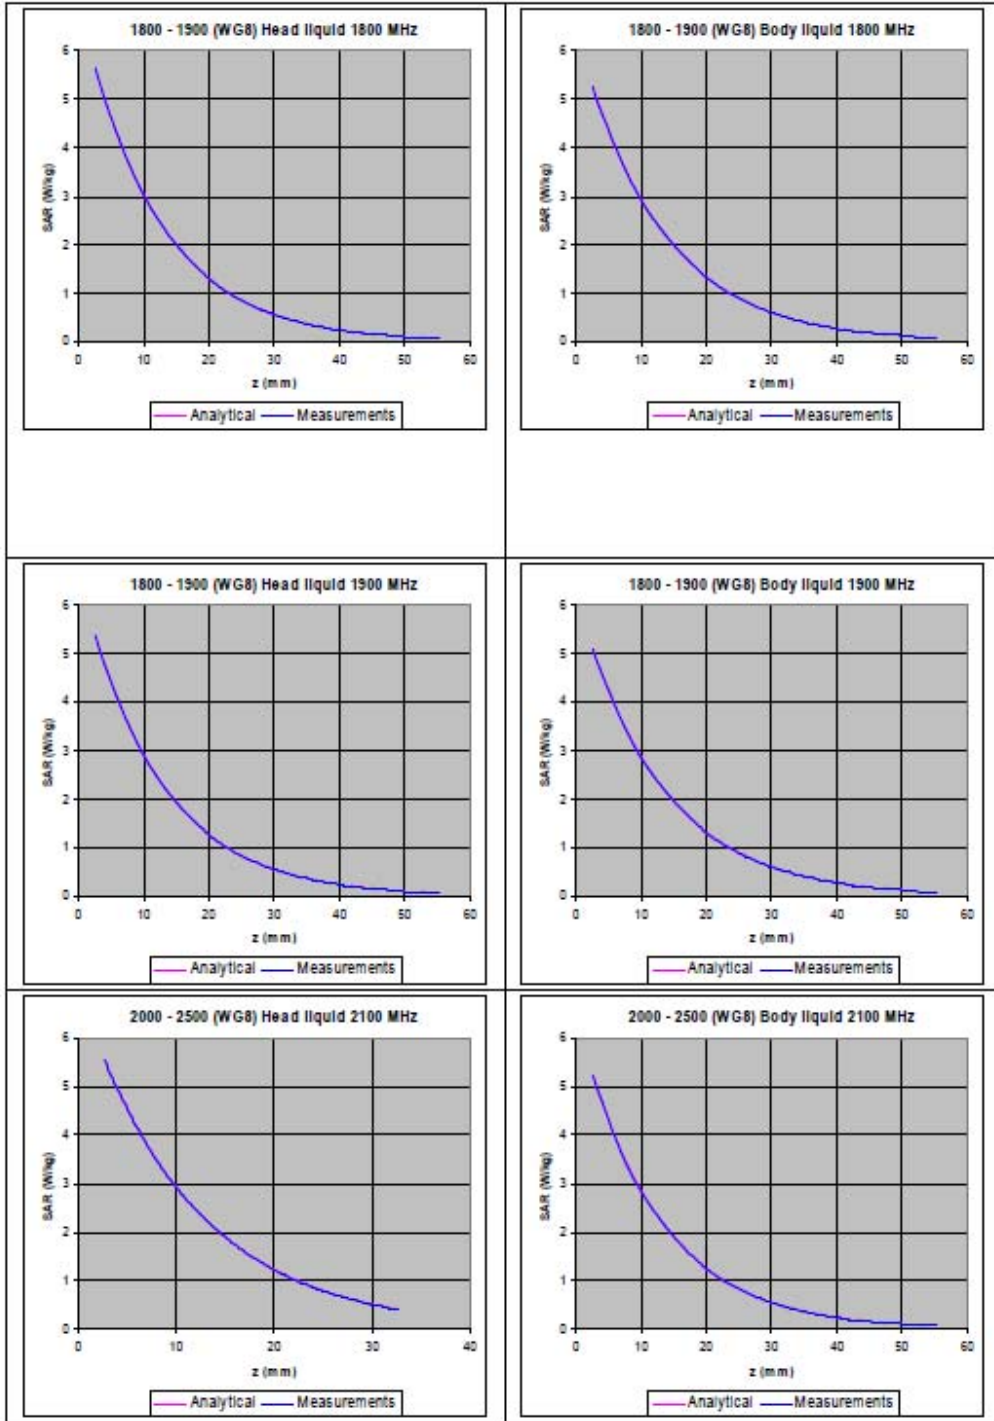 1800 - 1900 (WG8) Head liquid 1800 MHz
6
5
4
3
2
1
0
SAR (W/kg)
0 10 20 30 40 50 60
z (mm)
Analytical Measurements
1800 - 1900 (WG8) Body liquid 1800 MHz
6
5
4
3
2
1
0
SAR (W/kg)
0 10 20 30 40 50 60
z (mm)
Analytical Measurements
1800 - 1900 (WG8) Head liquid 1900 MHz
6
5
4
3
2
1
0
SAR (W/kg)
0 10 20 30 40 50 60
z (mm)
Analytical Measurements
1800 - 1900 (WG8) Body liquid 1900 MHz
6
5
4
3
2
1
0
SAR (W/kg)
0 10 20 30 40 50 60
z (mm)
Analytical Measurements
2000 - 2500 (WG8) Head liquid 2100 MHz
6
5
4
3
2
1
0
SAR (W/kg)
0 10 20 30 40
z (mm)
Analytical Measurements
2000 - 2500 (WG8) Body liquid 2100 MHz
6
5
4
3
2
1
0
SAR (W/kg)
0 10 20 30 40 50 60
z (mm)
Analytical Measurements